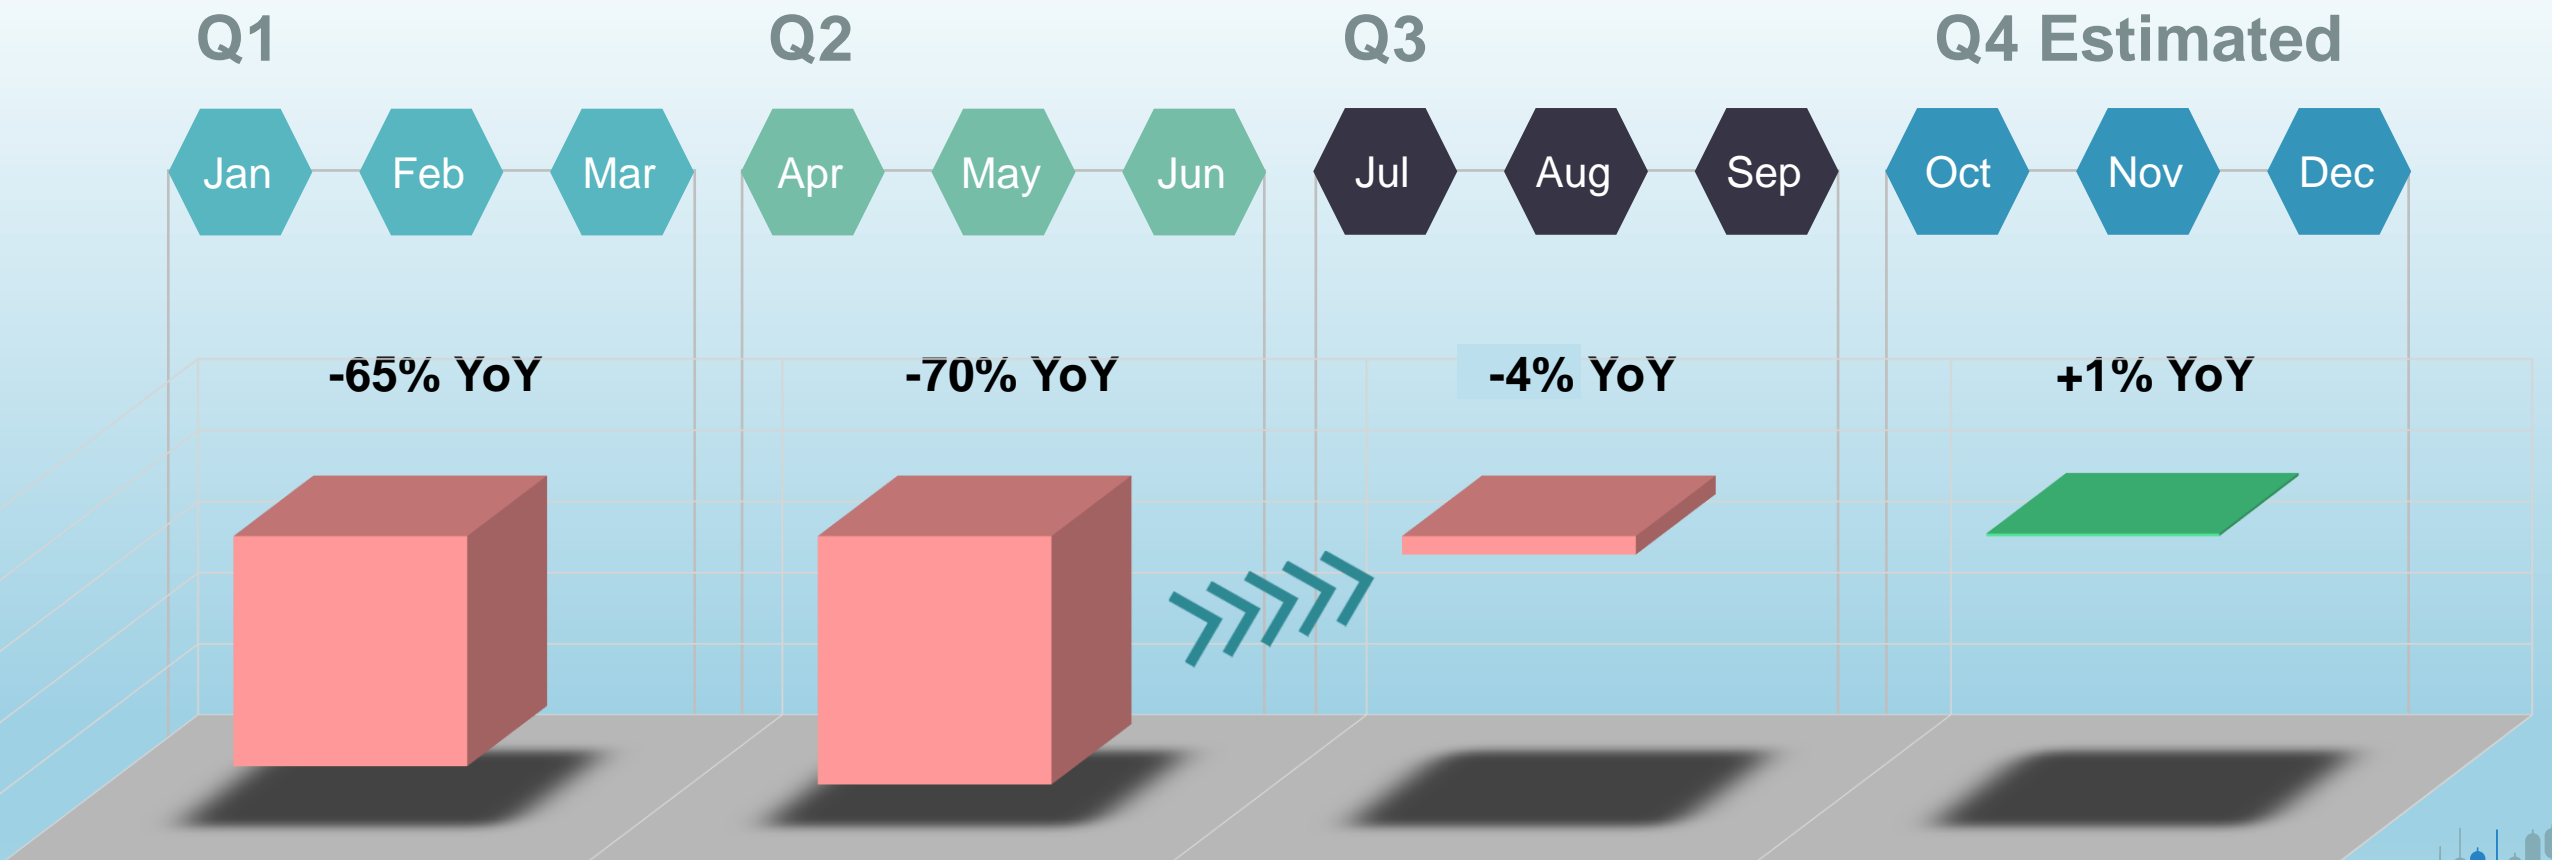 Q1 Q2 Q3 Q4 Estimated
Jan Feb Mar Apr May Jun Jul Aug Sep Oct Nov Dec
-65% YoY -70% YoY -4% YoY +1% YoY